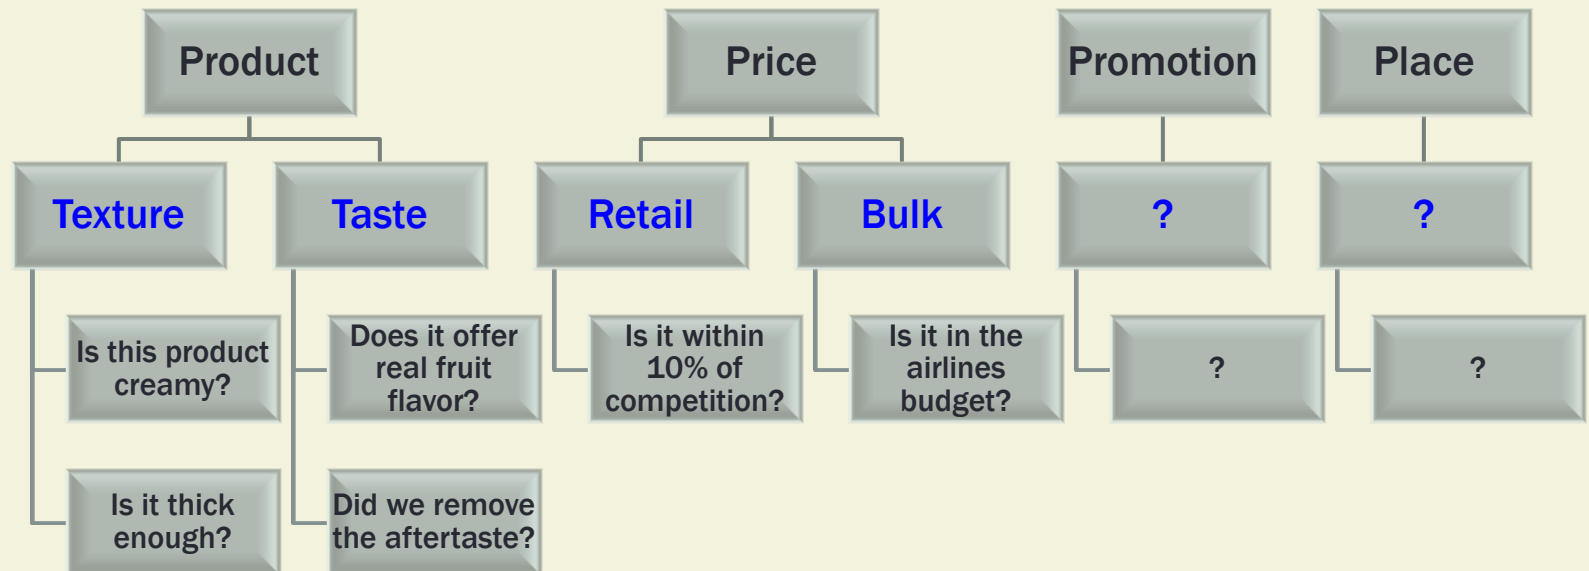 Product
Price
Promotion
Place
Texture
Taste
Retail
Bulk
?
?
Is this product
creamy?
Does it offer
real fruit
flavor?
Is it within
10% of
competition?
Is it in the
airlines
budget?
?
?
Is it thick
enough?
Did we remove
the aftertaste?